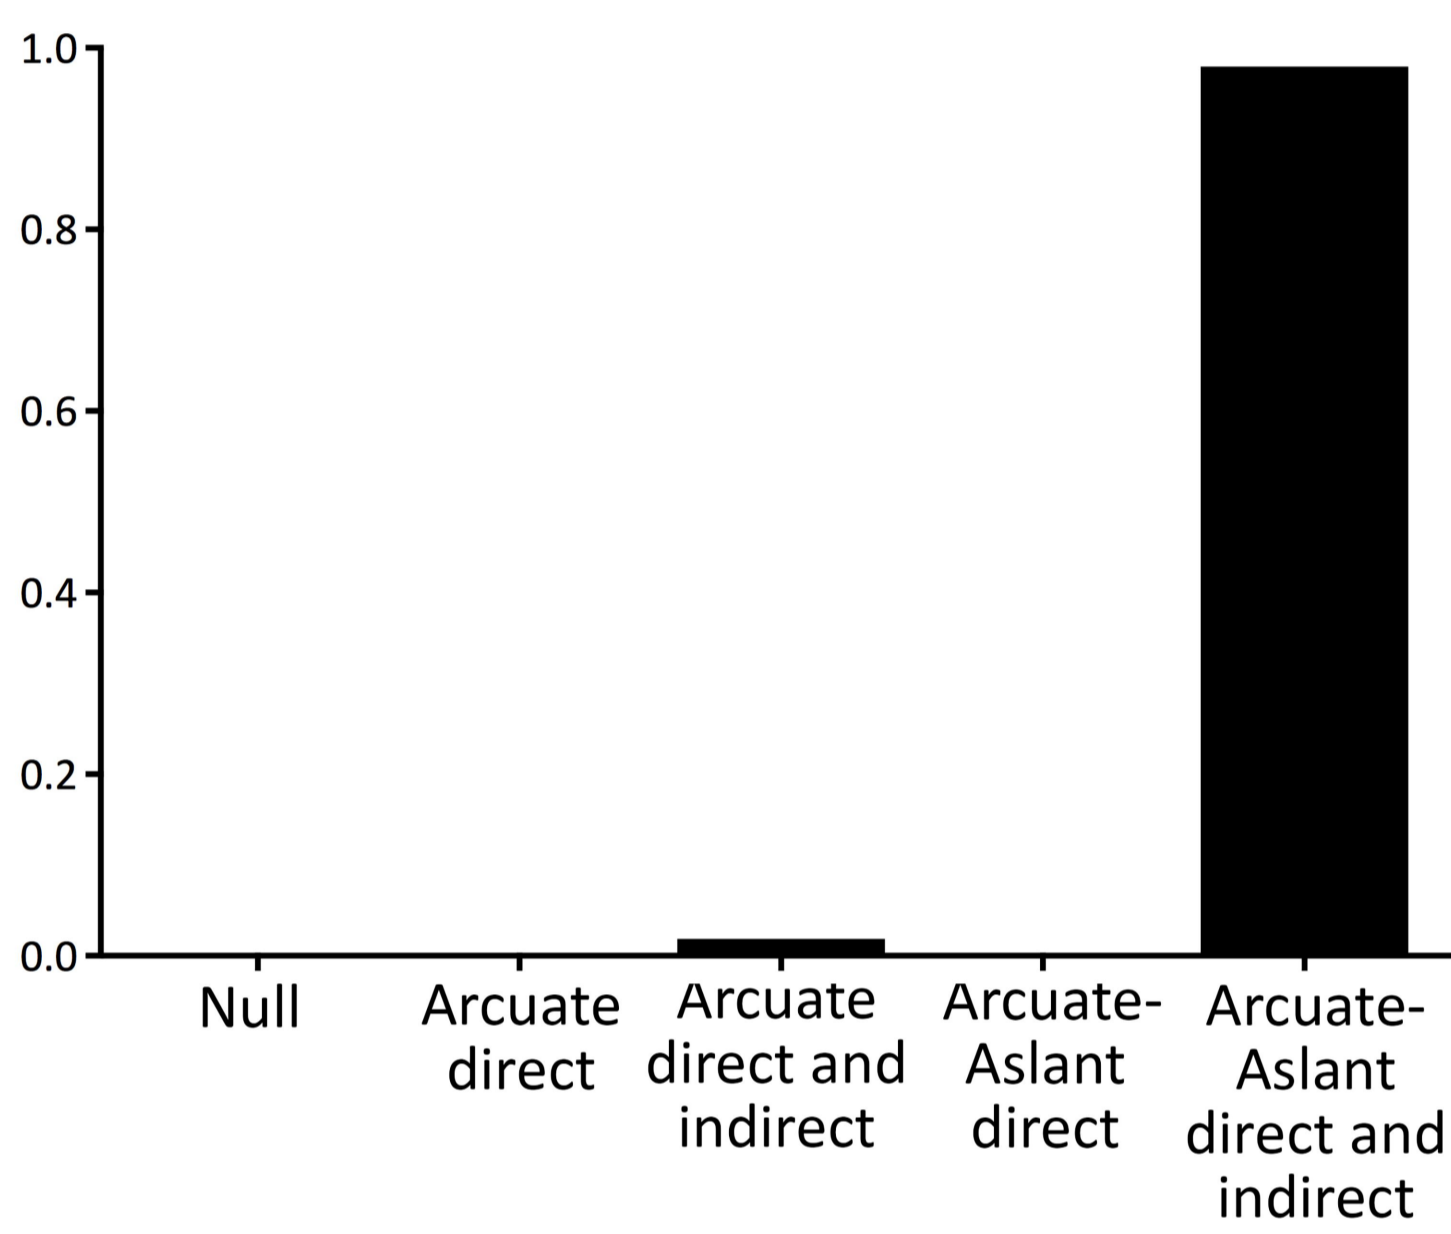 1.0
0.8
0.6
0.4
0.2
0.0
Null
Arcuate
direct
Arcuate
direct and
indirect
Arcuate-
Aslant
direct
Arcuate-
Aslant
direct and
indirect